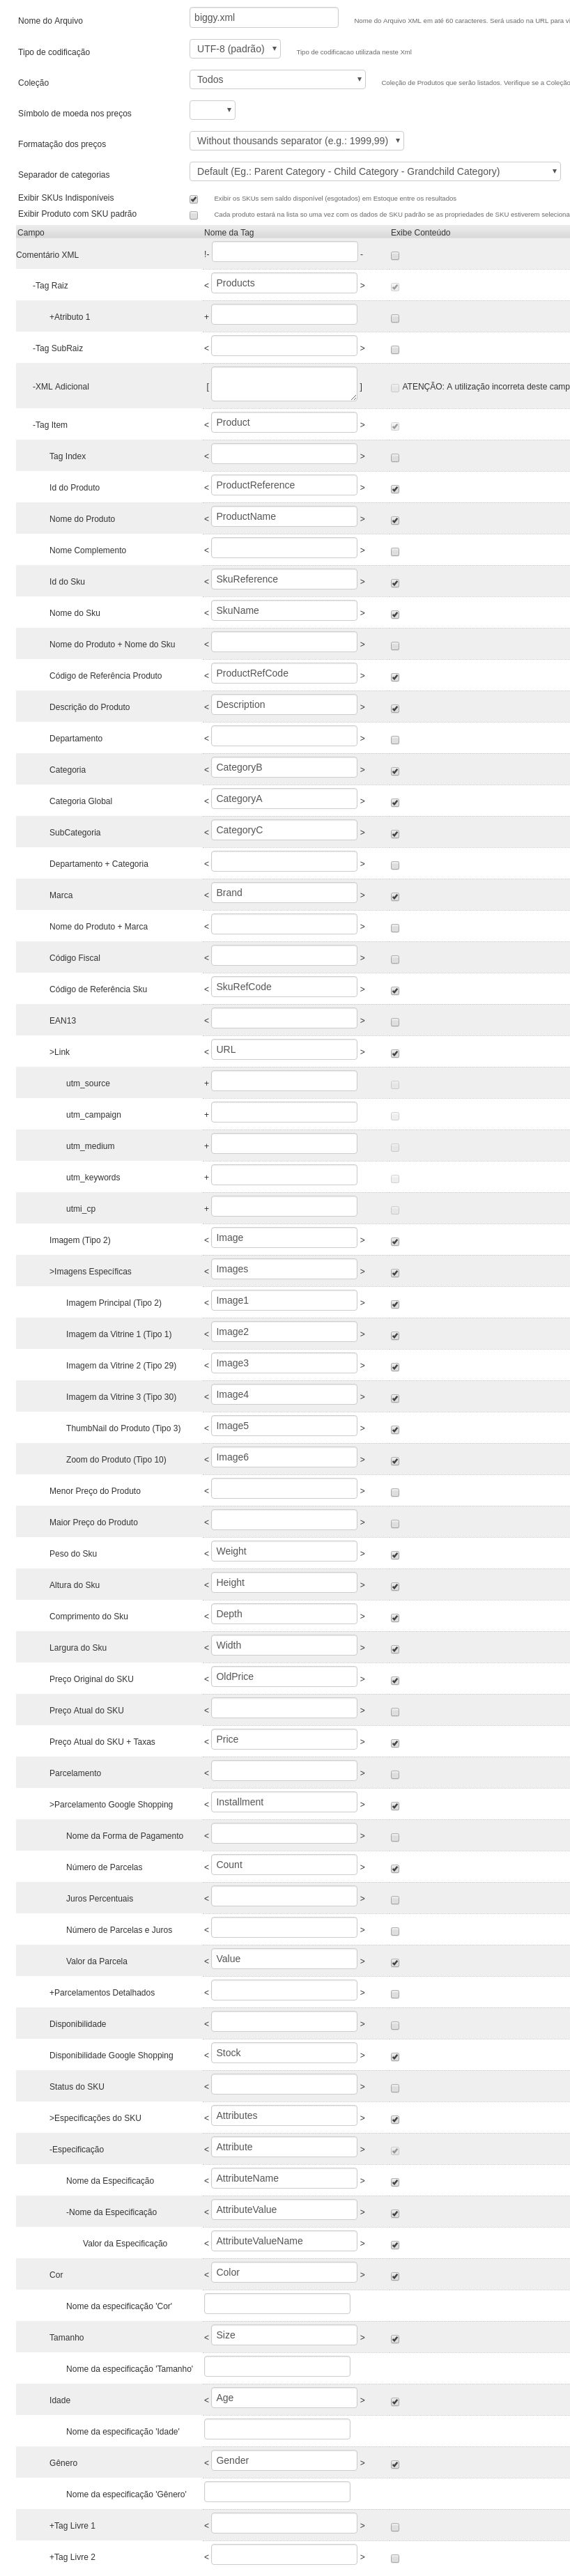 Nome do Arquivo biggy.xml Nome do Arquivo XML em até 60 caracteres. Será usado na URL para vi
Tipo de codificação UTF-8 (padrão) Tipo de codificacao utilizada neste Xml
Coleção Todos Coleção de Produtos que serão listados. Verifique se a Coleção
Símbolo de moeda nos preços
Formatação dos preços Without thousands separator (e.g.: 1999,99)
Separador de categorias Default (Eg.: Parent Category - Child Category - Grandchild Category)
Exibir SKUs Indisponíveis Exibir os SKUs sem saldo disponível (esgotados) em Estoque entre os resultados
Exibir Produto com SKU padrão Cada produto estará na lista so uma vez com os dados de SKU padrão se as propriedades de SKU estiverem seleciona
Campo Nome da Tag Exibe Conteúdo
Comentário XML !- -
-Tag Raiz < Products >
+Atributo 1 +
-Tag SubRaiz < >
-XML Adicional [ ] ATENÇÃO: A utilização incorreta deste camp
-Tag Item < Product >
Tag Index < >
Id do Produto < ProductReference >
Nome do Produto < ProductName >
Nome Complemento < >
Id do Sku < SkuReference >
Nome do Sku < SkuName >
Nome do Produto + Nome do Sku < >
Código de Referência Produto < ProductRefCode >
Descrição do Produto < Description >
Departamento < >
Categoria < CategoryB >
Categoria Global < CategoryA >
SubCategoria < CategoryC >
Departamento + Categoria < >
Marca < Brand >
Nome do Produto + Marca < >
Código Fiscal < >
Código de Referência Sku < SkuRefCode >
EAN13 < >
>Link < URL >
utm_source +
utm_campaign +
utm_medium +
utm_keywords +
utmi_cp +
Imagem (Tipo 2) < Image >
>Imagens Específicas < Images >
Imagem Principal (Tipo 2) < Image1 >
Imagem da Vitrine 1 (Tipo 1) < Image2 >
Imagem da Vitrine 2 (Tipo 29) < Image3 >
Imagem da Vitrine 3 (Tipo 30) < Image4 >
ThumbNail do Produto (Tipo 3) < Image5 >
Zoom do Produto (Tipo 10) < Image6 >
Menor Preço do Produto < >
Maior Preço do Produto < >
Peso do Sku < Weight >
Altura do Sku < Height >
Comprimento do Sku < Depth >
Largura do Sku < Width >
Preço Original do SKU < OldPrice >
Preço Atual do SKU < >
Preço Atual do SKU + Taxas < Price >
Parcelamento < >
>Parcelamento Google Shopping < Installment >
Nome da Forma de Pagamento < >
Número de Parcelas < Count >
Juros Percentuais < >
Número de Parcelas e Juros < >
Valor da Parcela < Value >
+Parcelamentos Detalhados < >
Disponibilidade < >
Disponibilidade Google Shopping < Stock >
Status do SKU < >
>Especificações do SKU < Attributes >
-Especificação < Attribute >
Nome da Especificação < AttributeName >
-Nome da Especificação < AttributeValue >
Valor da Especificação < AttributeValueName >
Cor < Color >
Nome da especificação 'Cor'
Tamanho < Size >
Nome da especificação 'Tamanho'
Idade < Age >
Nome da especificação 'Idade'
Gênero < Gender >
Nome da especificação 'Gênero'
+Tag Livre 1 < >
+Tag Livre 2 < >